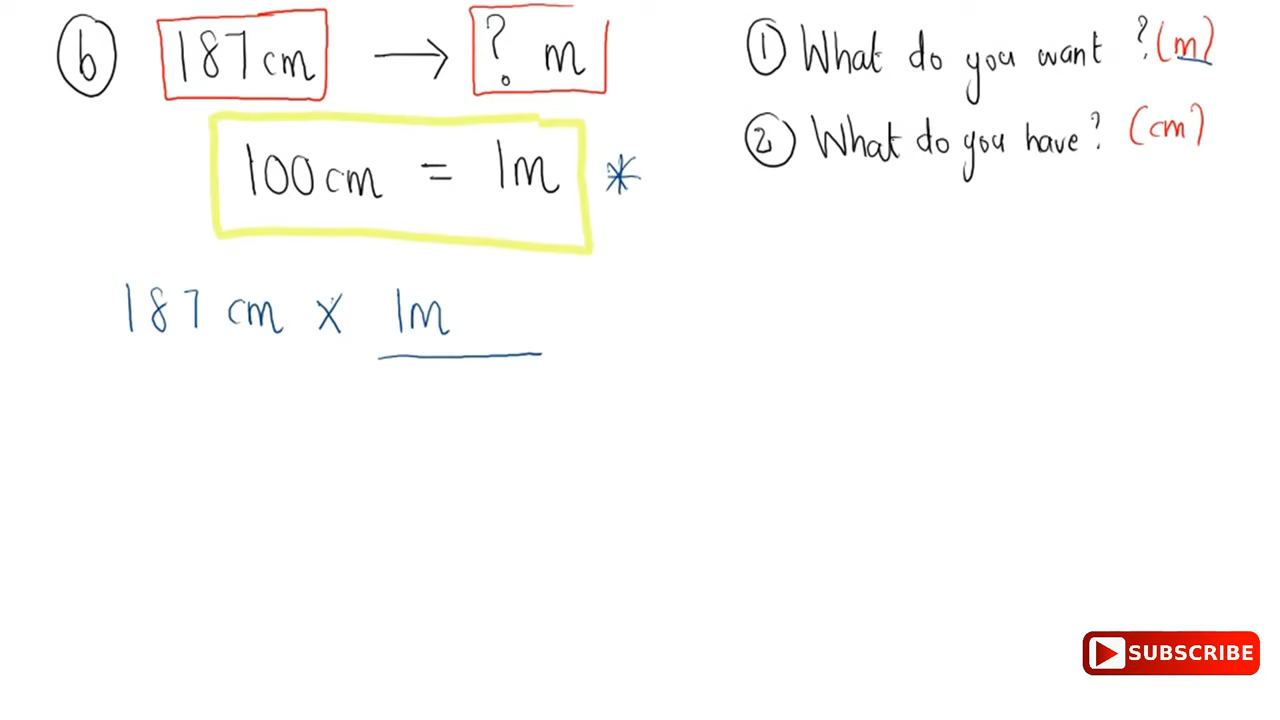 b 187 cm → ? m
100 cm = 1m *
187 cm × 1m
1 What do you want ? (m)
2 What do you have? (cm)
SUBSCRIBE